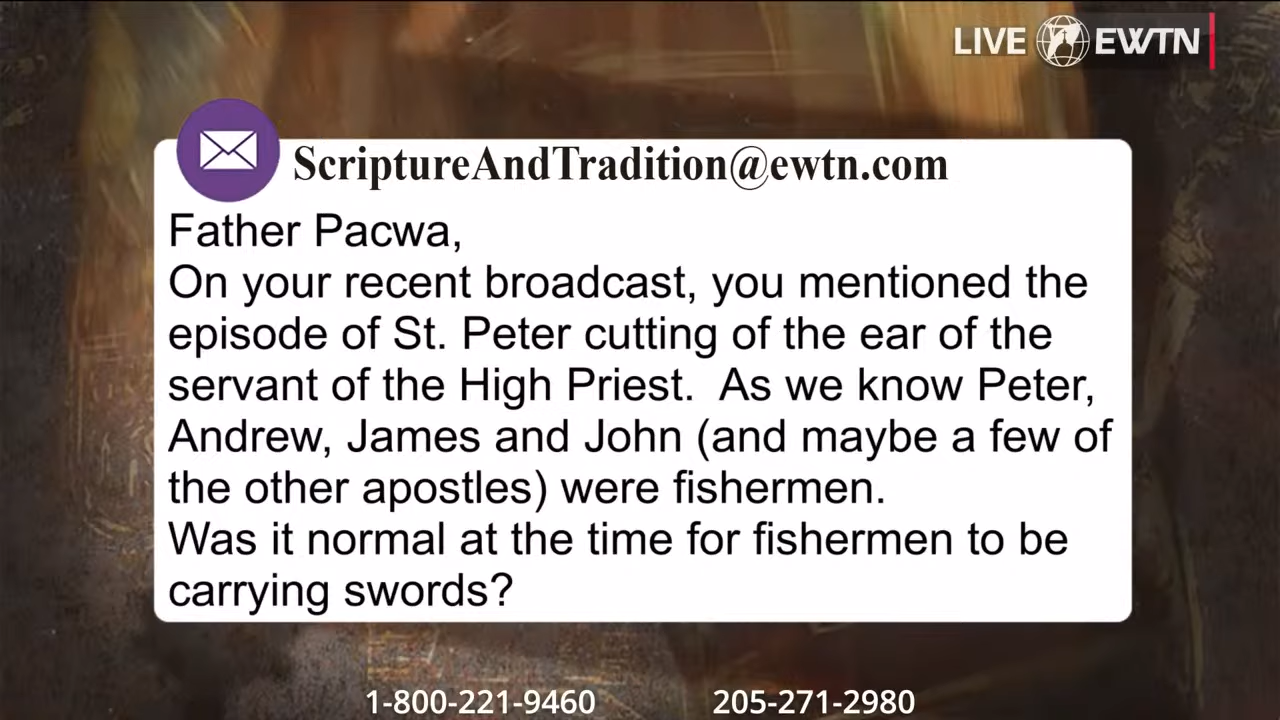 LIVE EWTN
ScriptureAndTradition@ewtn.com
Father Pacwa,
On your recent broadcast, you mentioned the
episode of St. Peter cutting of the ear of the
servant of the High Priest.  As we know Peter,
Andrew, James and John (and maybe a few of
the other apostles) were fishermen.
Was it normal at the time for fishermen to be
carrying swords?
1-800-221-9460 205-271-2980